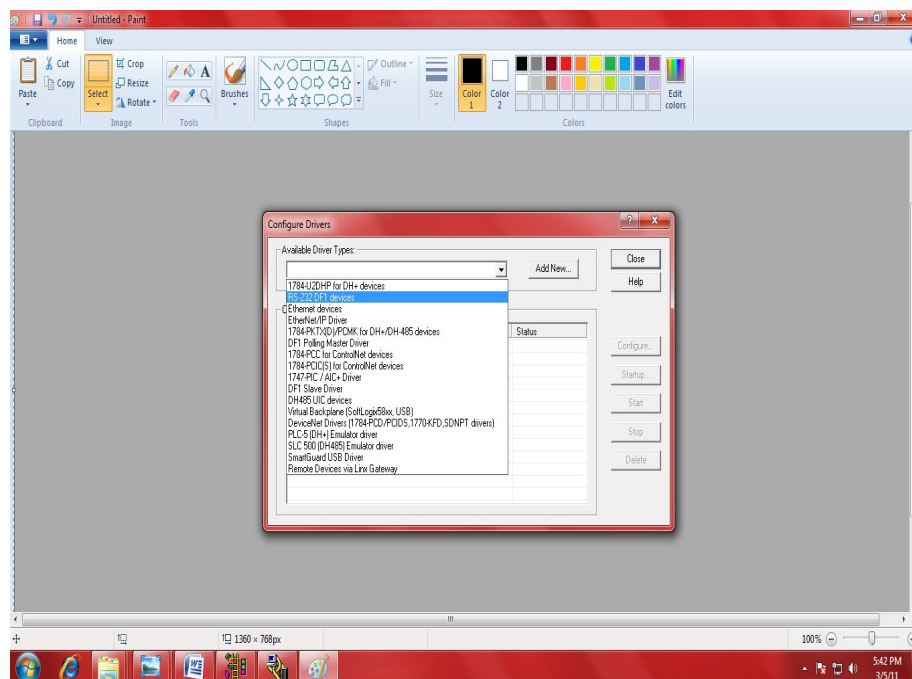 Untitled - Paint
Home View
Cut
Copy
Paste
Clipboard
Select
Crop
Resize
Rotate
Image
A
Tools
Brushes
Outline
Fill
Shapes
Size
Color 1
Color 2
Edit colors
Colors
Configure Drivers
?
Available Driver Types:
Add New...
Close
Help
1784-U2DHP for DH+ devices
RS-232 DF1 devices
Ethernet devices
EtherNet/IP Driver
1784-PKTX(D)/PCMK for DH+/DH-485 devices
DF1 Polling Master Driver
1784-PCC for ControlNet devices
1784-PCIC(S) for ControlNet devices
1747-PIC / AIC+ Driver
DF1 Slave Driver
DH485 UIC devices
Virtual Backplane (SoftLogix58xx, USB)
DeviceNet Drivers (1784-PCD/PCIDS,1770-KFD,SDNPT drivers)
PLC-5 (DH+) Emulator driver
SLC 500 (DH485) Emulator driver
SmartGuard USB Driver
Remote Devices via Linx Gateway
Status
Configure...
Startup...
Start
Stop
Delete
1360 × 768px
100%
5:42 PM
3/5/11